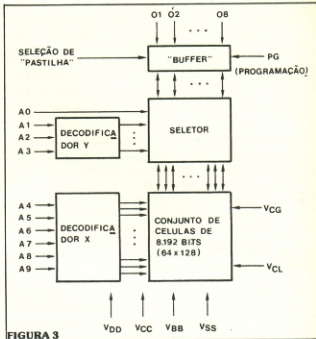 O1 O2 O8
SELEÇÃO DE
"PASTILHA"
"BUFFER"
PG
(PROGRAMAÇÃO)
A0
A1
A2
A3
DECODIFICA
DOR Y
SELETOR
A4
A5
A6
A7
A8
A9
DECODIFICA
DOR X
CONJUNTO DE
CELULAS DE
8.192 BITS
(64 x 128)
VCG
VCL
VDD VCC VBB VSS
FIGURA 3